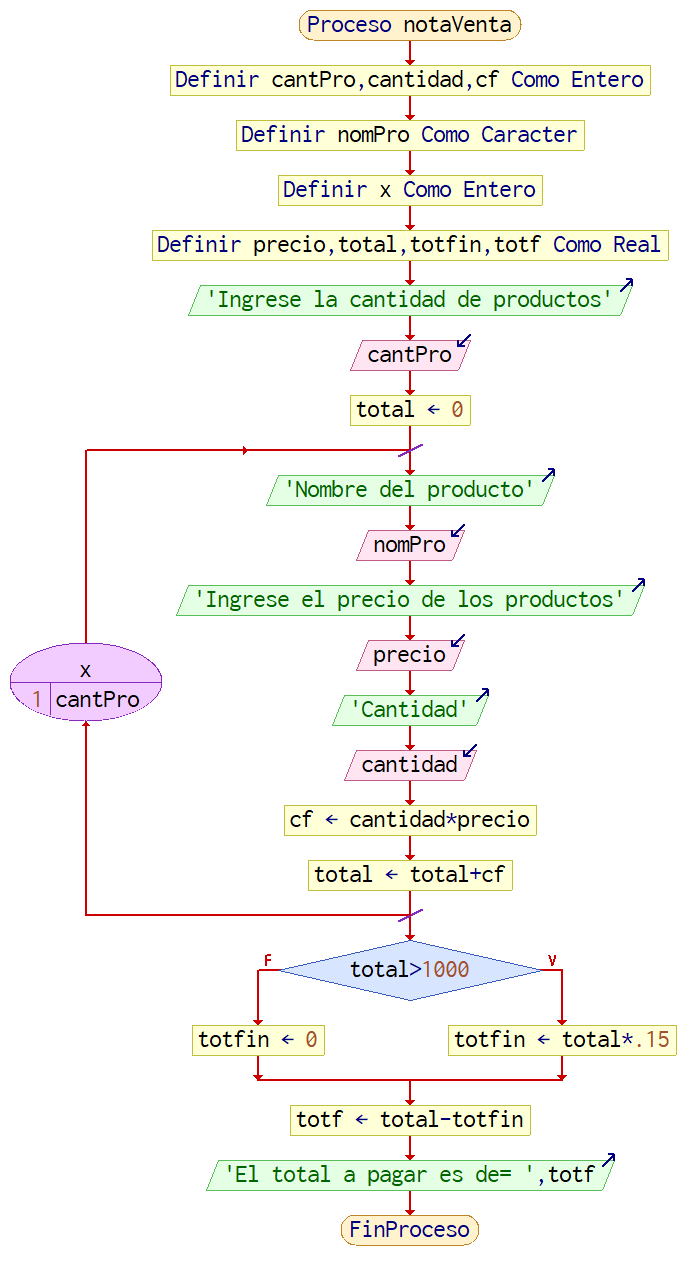 Proceso notaVenta
Definir cantPro,cantidad,cf Como Entero
Definir nomPro Como Caracter
Definir x Como Entero
Definir precio,total,totfin,totf Como Real
'Ingrese la cantidad de productos'
cantPro
total ← 0
'Nombre del producto'
nomPro
'Ingrese el precio de los productos'
precio
x
1 cantPro
'Cantidad'
cantidad
cf ← cantidad*precio
total ← total+cf
F
V
total>1000
totfin ← 0
totfin ← total*.15
totf ← total-totfin
'El total a pagar es de= ',totf
FinProceso